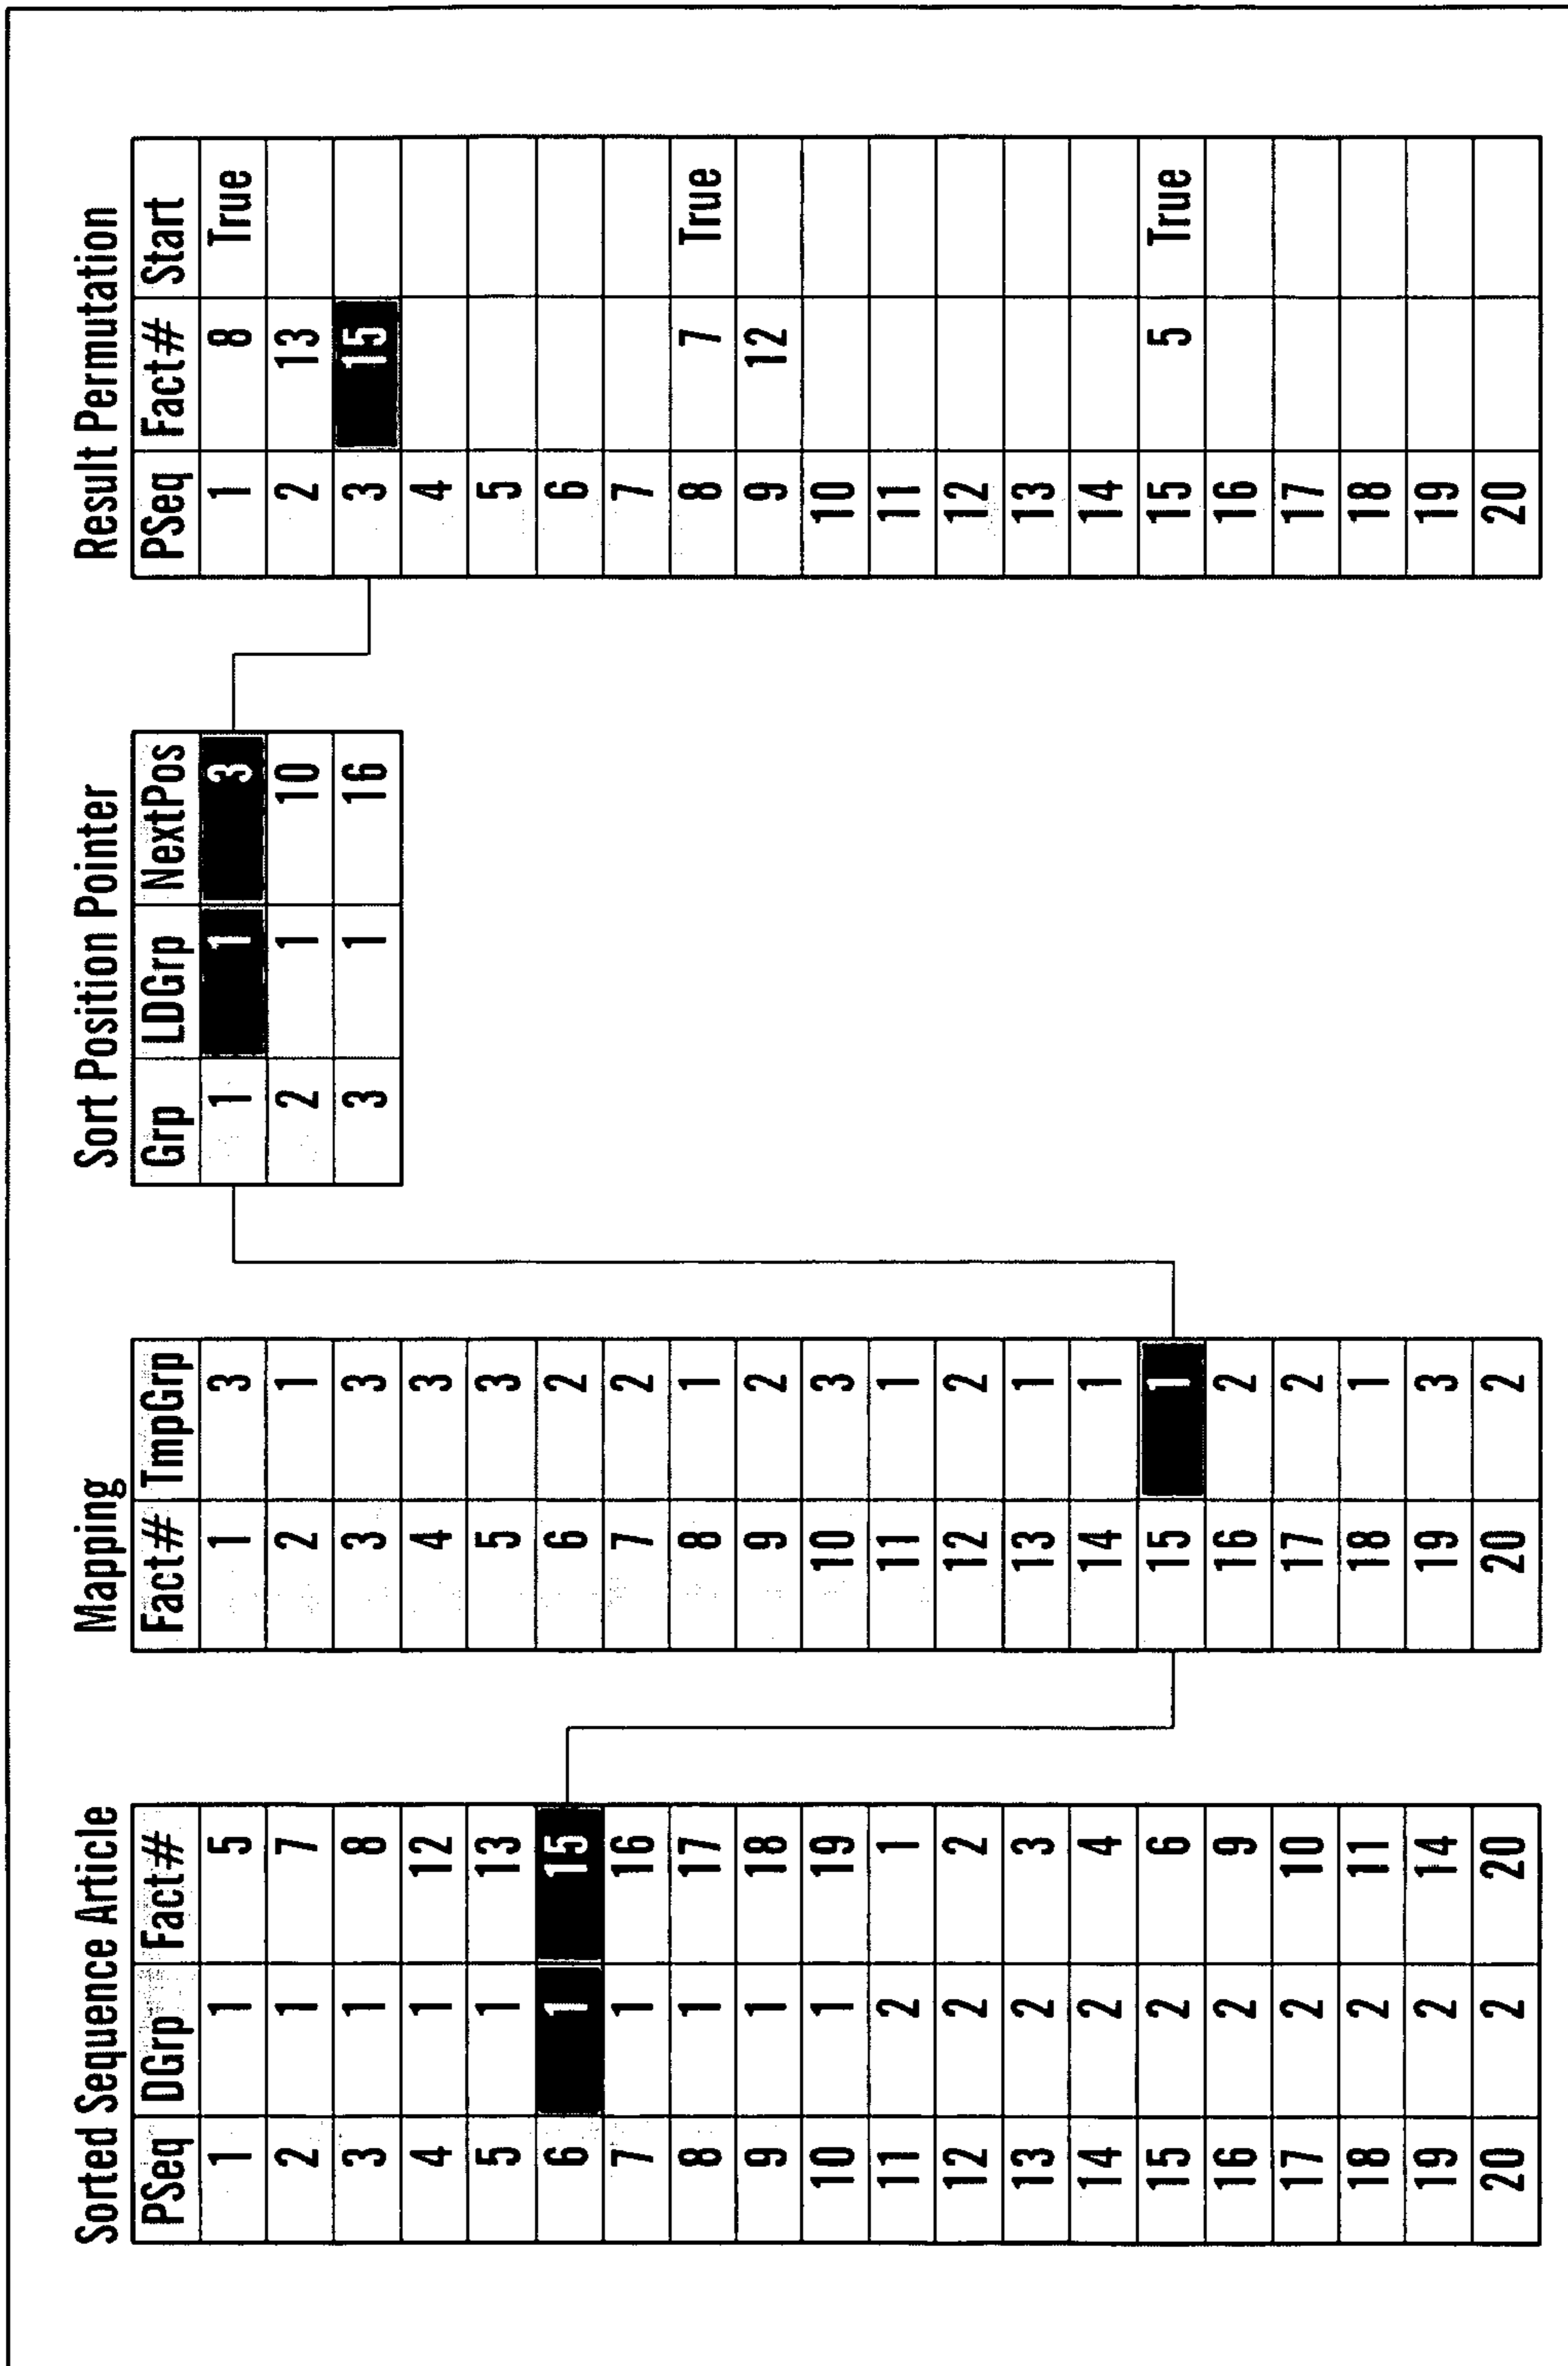 Sorted Sequence Article Mapping Sort Position Pointer Result Permutation
PSeq DGrp Fact# Fact# TmpGrp Grp LDGrp NextPos PSeq Fact# Start
1 1 5 1 3 1 1 3 1 8 True
2 1 7 2 1 2 1 10 2 13
3 1 8 3 3 3 1 16 3 15
4 1 12 4 3 4
5 1 13 5 3 5
6 1 15 6 2 6
7 1 16 7 2 7
8 1 17 8 1 8 7 True
9 1 18 9 2 9 12
10 1 19 10 3 10
11 2 1 11 1 11
12 2 2 12 2 12
13 2 3 13 1 13
14 2 4 14 1 14
15 2 6 15 1 15 5 True
16 2 9 16 2 16
17 2 10 17 2 17
18 2 11 18 1 18
19 2 14 19 3 19
20 2 20 20 2 20